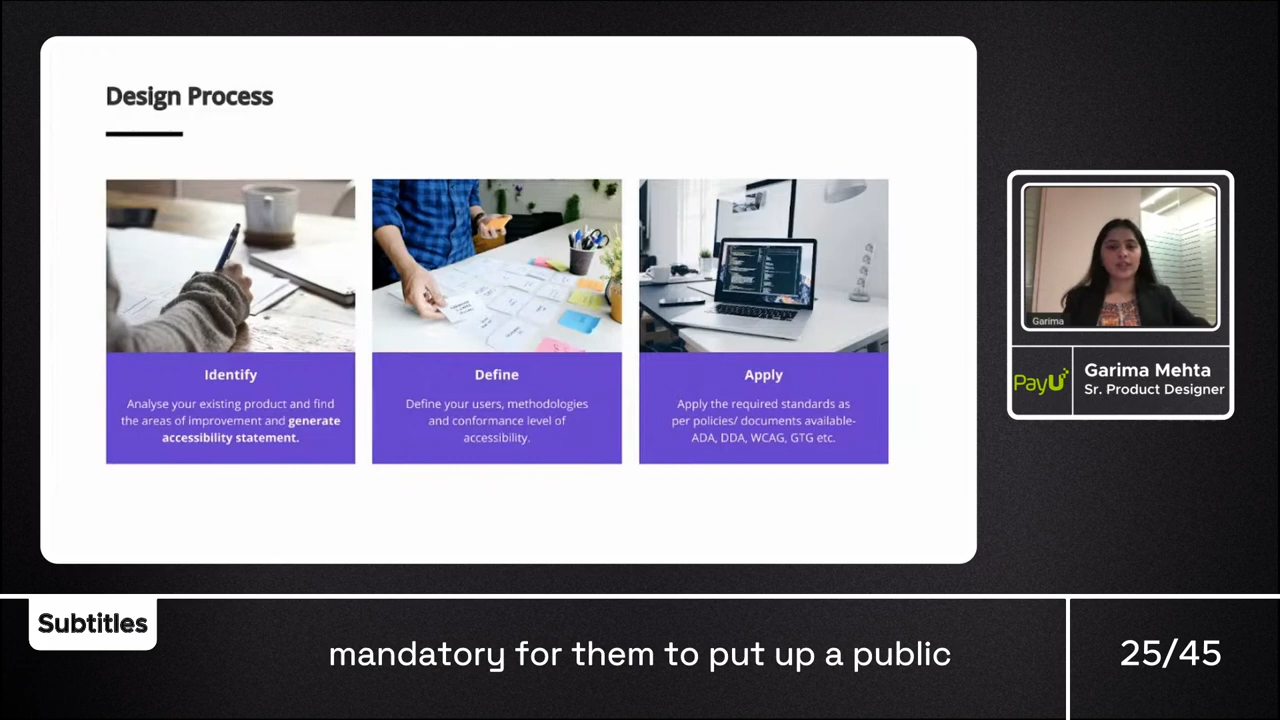 Design Process
Identify
Analyse your existing product and find
the areas of improvement and generate
accessibility statement.
Define
Define your users, methodologies
and conformance level of
accessibility.
Apply
Apply the required standards as
per policies/ documents available-
ADA, DDA, WCAG, GTG etc.
Garima
PayU
Garima Mehta
Sr. Product Designer
Subtitles
mandatory for them to put up a public
25/45